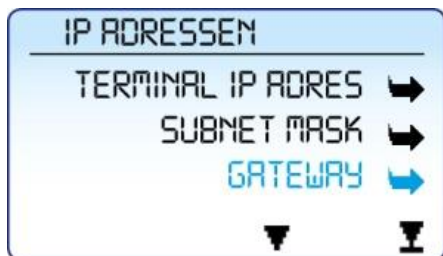 IP ADRESSEN
TERMINAL IP ADRES
SUBNET MASK
GATEWAY